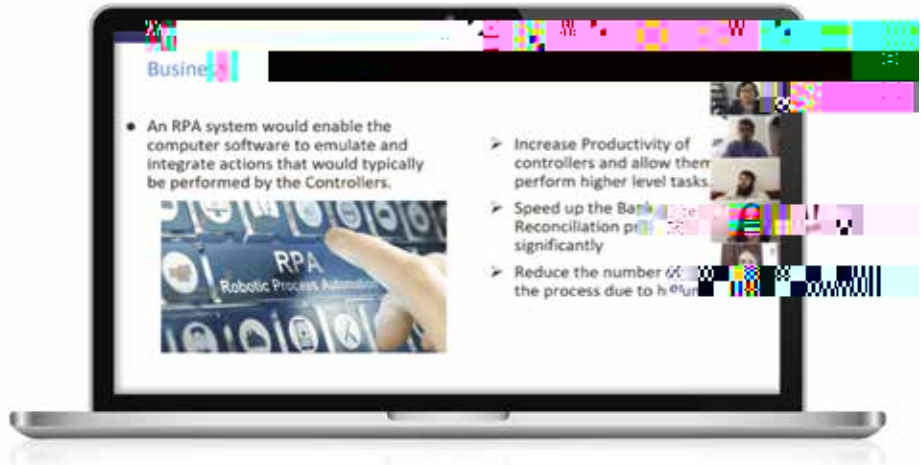 An RPA system would enable the
computer software to emulate and
integrate actions that would typically
be performed by the Controllers.
RPA
Robotic Process Automation
Increase Productivity of
controllers and allow them
perform higher level tasks
Speed up the
Reconciliation
significantly
Reduce the number
the process due to